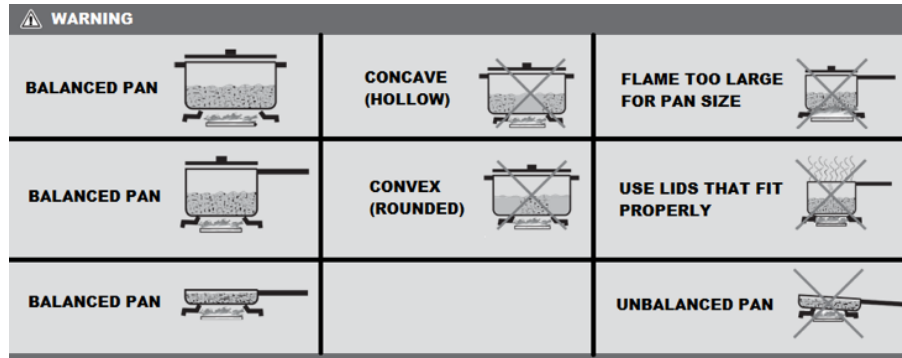 WARNING
BALANCED PAN
CONCAVE
(HOLLOW)
FLAME TOO LARGE
FOR PAN SIZE
BALANCED PAN
CONVEX
(ROUNDED)
USE LIDS THAT FIT
PROPERLY
BALANCED PAN
UNBALANCED PAN